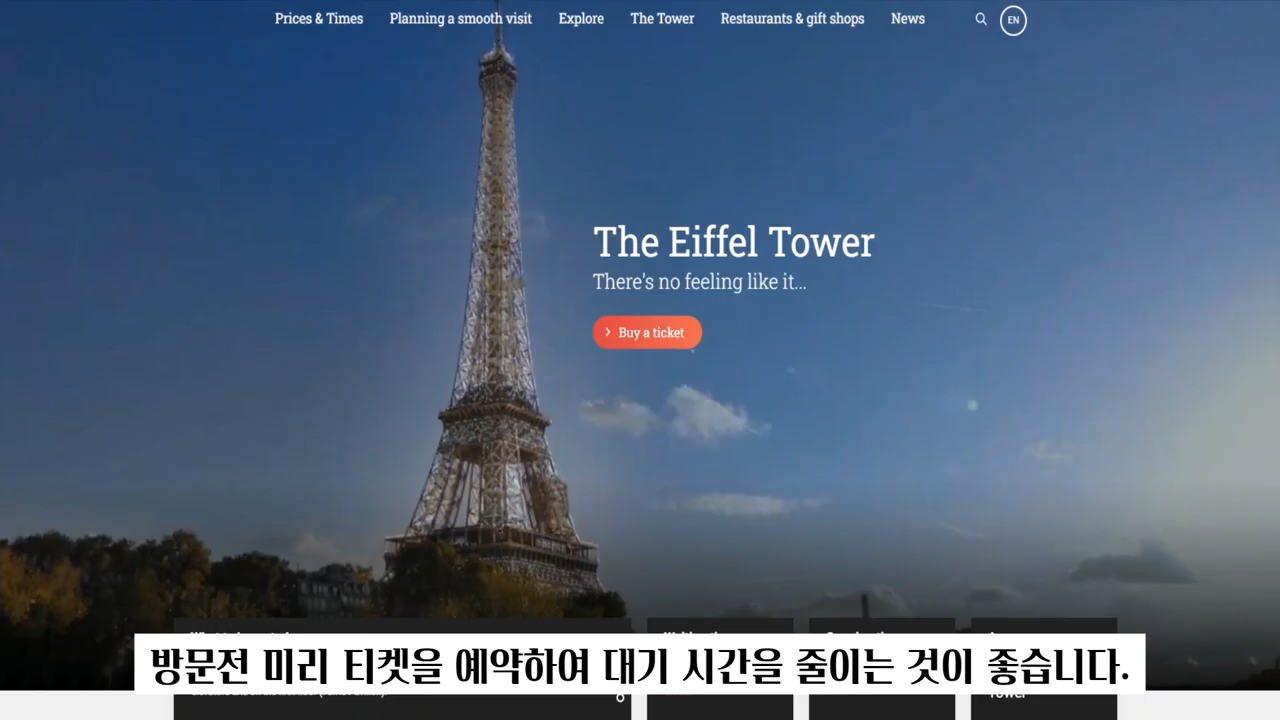 Prices & Times Planning a smooth visit Explore The Tower Restaurants & gift shops News EN
The Eiffel Tower
There's no feeling like it...
Buy a ticket
방문전 미리 티켓을 예약하여 대기 시간을 줄이는 것이 좋습니다.
Tower